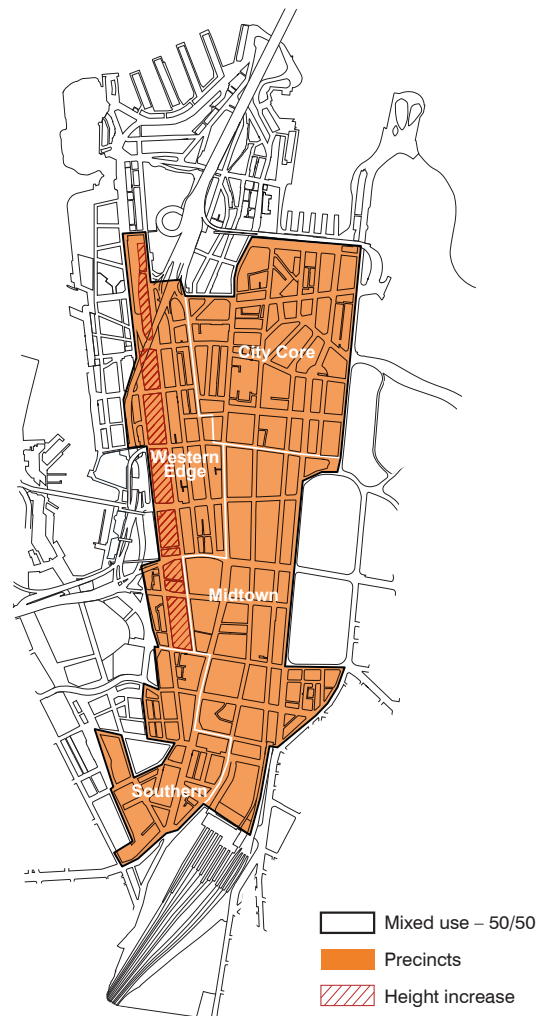 City Core
Western
Edge
Midtown
Southern
Mixed use – 50/50
Precincts
Height increase